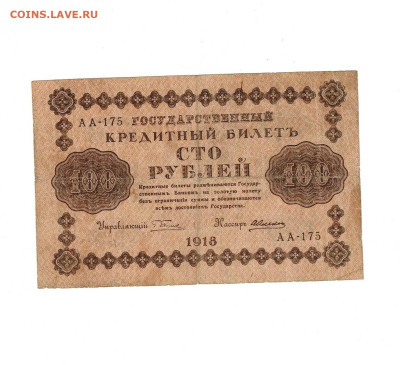 COINS.LAVE.RU
АА-175 ГОСУДАРСТВЕННЫЙ
КРЕДИТНЫЙ БИЛЕТЪ
СТО
РУБЛЕЙ
100 100
Кредитные билеты размѣниваются Государ-
ственнымъ Банкомъ на золотую монету
безъ ограниченія суммы и обезпечиваются
всѣмъ достояніемъ Государства.
Управляющій Кассиръ
1918 АА-175